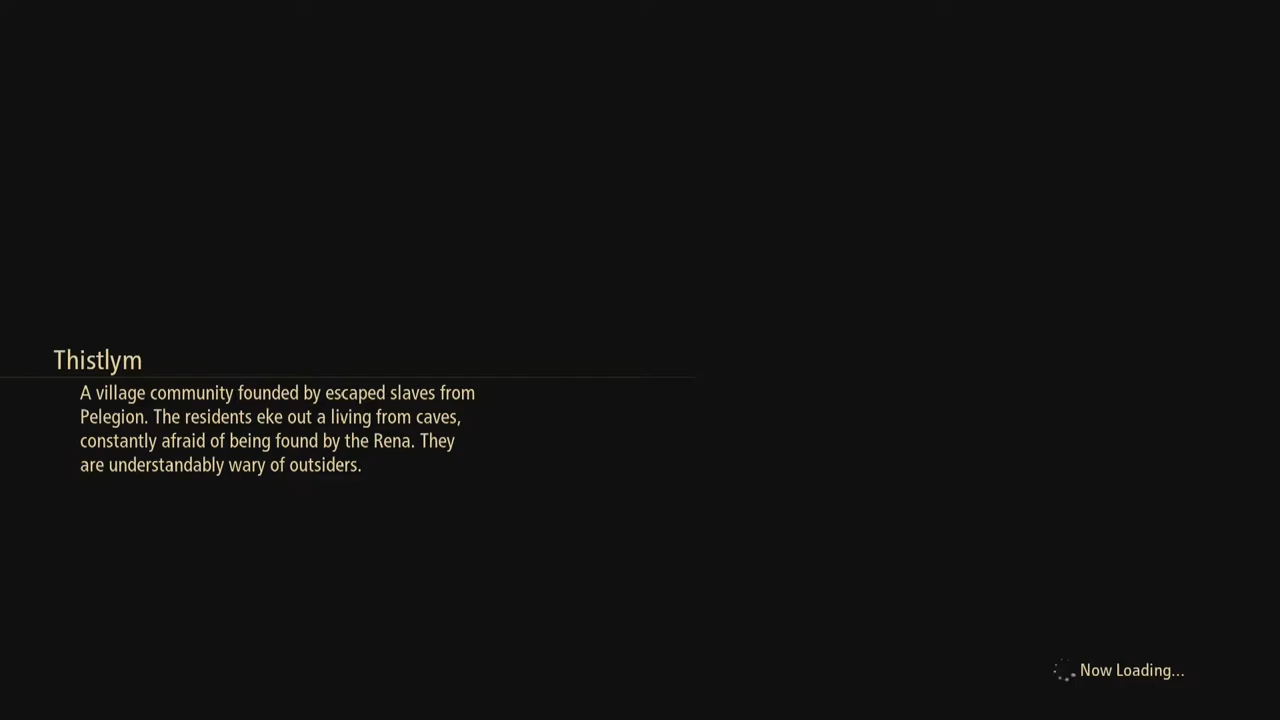 Thistlym
A village community founded by escaped slaves from
Pelegion. The residents eke out a living from caves,
constantly afraid of being found by the Rena. They
are understandably wary of outsiders.
Now Loading...